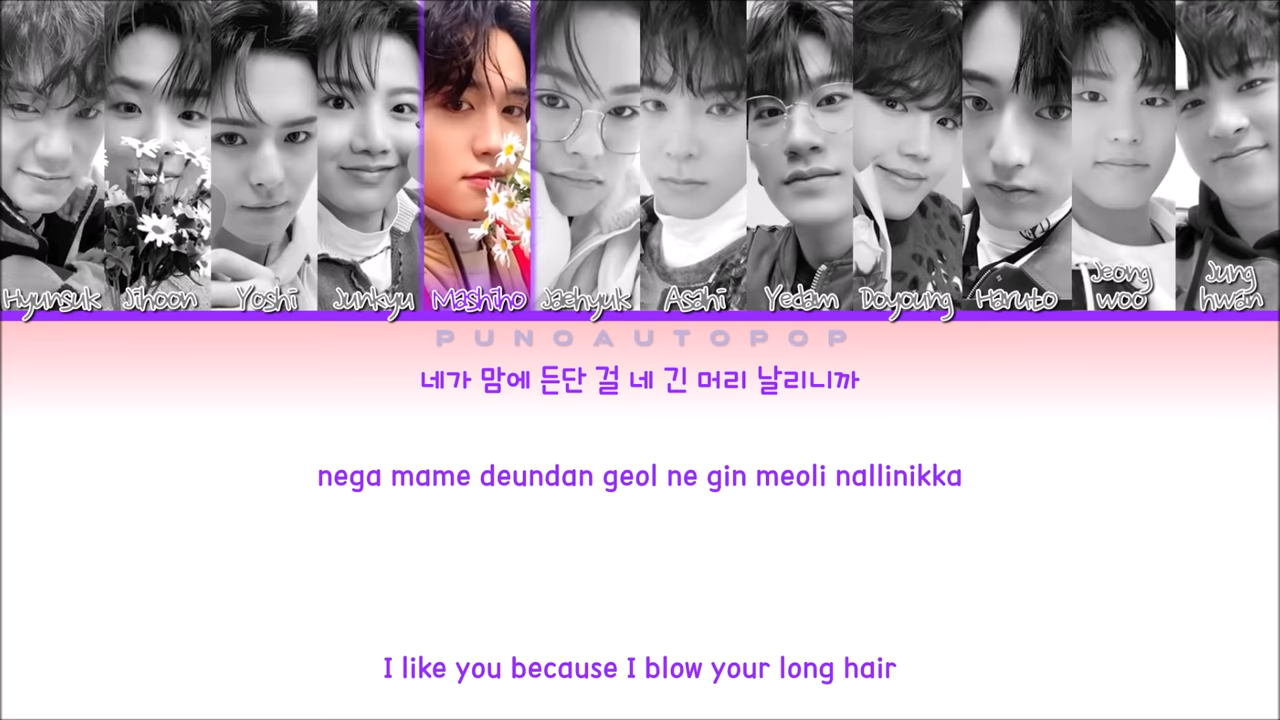 Hyunsuk Jihoon Yoshi Junkyu Mashiho Jaehyuk Asahi Yedam Doyoung Haruto Jeong woo Jung hwan
PUNOAUTOPOP
네가 맘에 든단 걸 네 긴 머리 날리니까
nega mame deundan geol ne gin meoli nallinikka
I like you because I blow your long hair